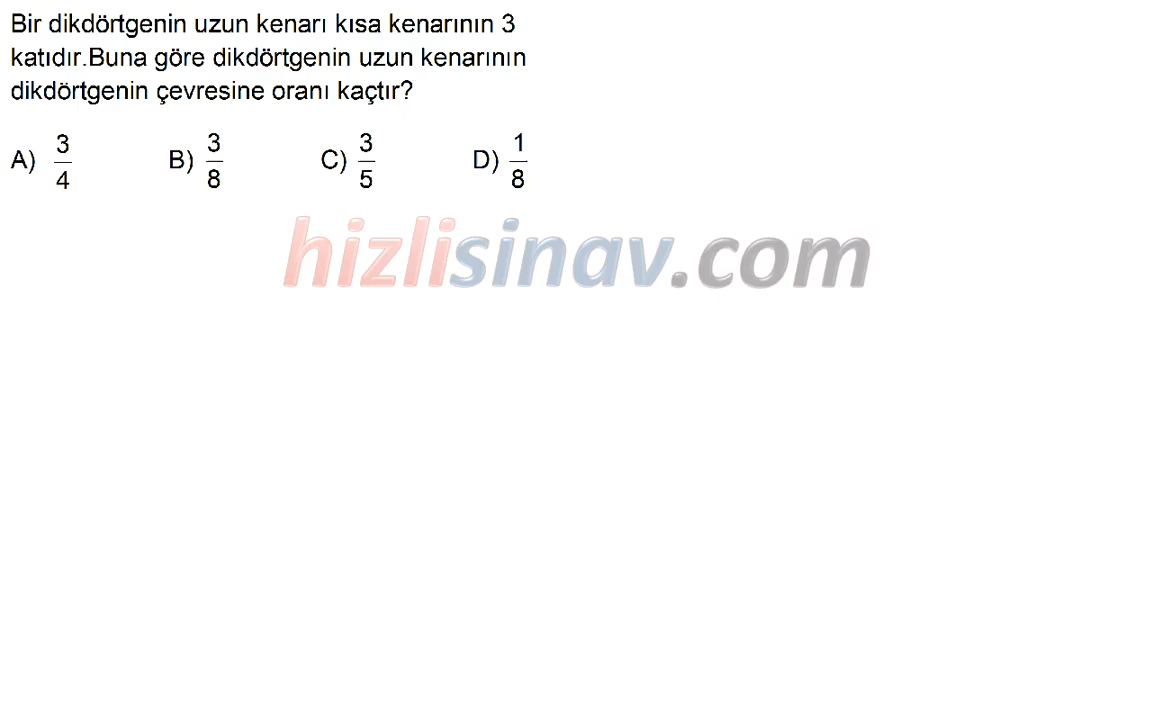 Bir dikdörtgenin uzun kenarı kısa kenarının 3
katıdır.Buna göre dikdörtgenin uzun kenarının
dikdörtgenin çevresine oranı kaçtır?
A) 3/4 B) 3/8 C) 3/5 D) 1/8
hizlisinav.com